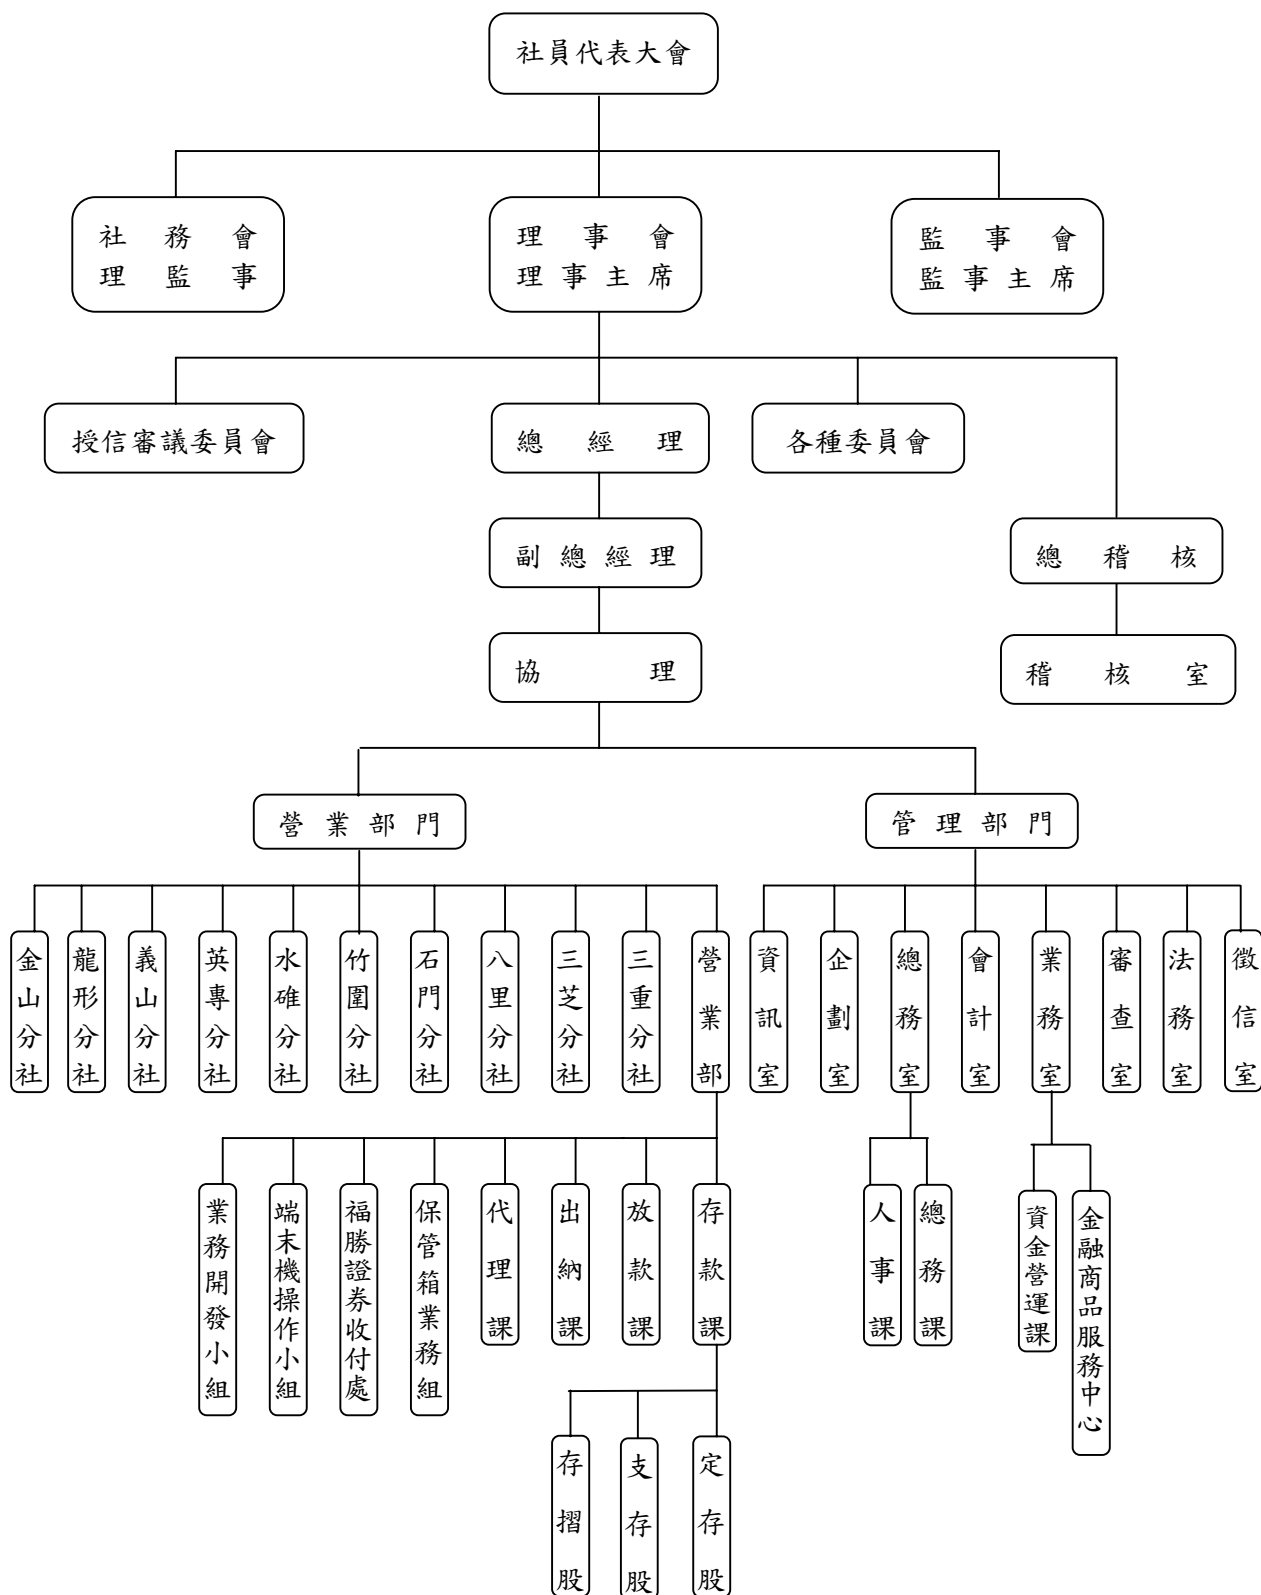 社員代表大會
社務會
理監事
理事會
理事主席
監事會
監事主席
授信審議委員會
總經理
各種委員會
副總經理
總稽核
協理
稽核室
營業部門
管理部門
金山分社
龍形分社
義山分社
英專分社
水碓分社
竹圍分社
石門分社
八里分社
三芝分社
三重分社
營業部
資訊室
企劃室
總務室
會計室
業務室
審查室
法務室
徵信室
業務開發小組
端末機操作小組
福勝證券收付處
保管箱業務組
代理課
出納課
放款課
存款課
人事課
總務課
資金營運課
金融商品服務中心
存摺股
支存股
定存股